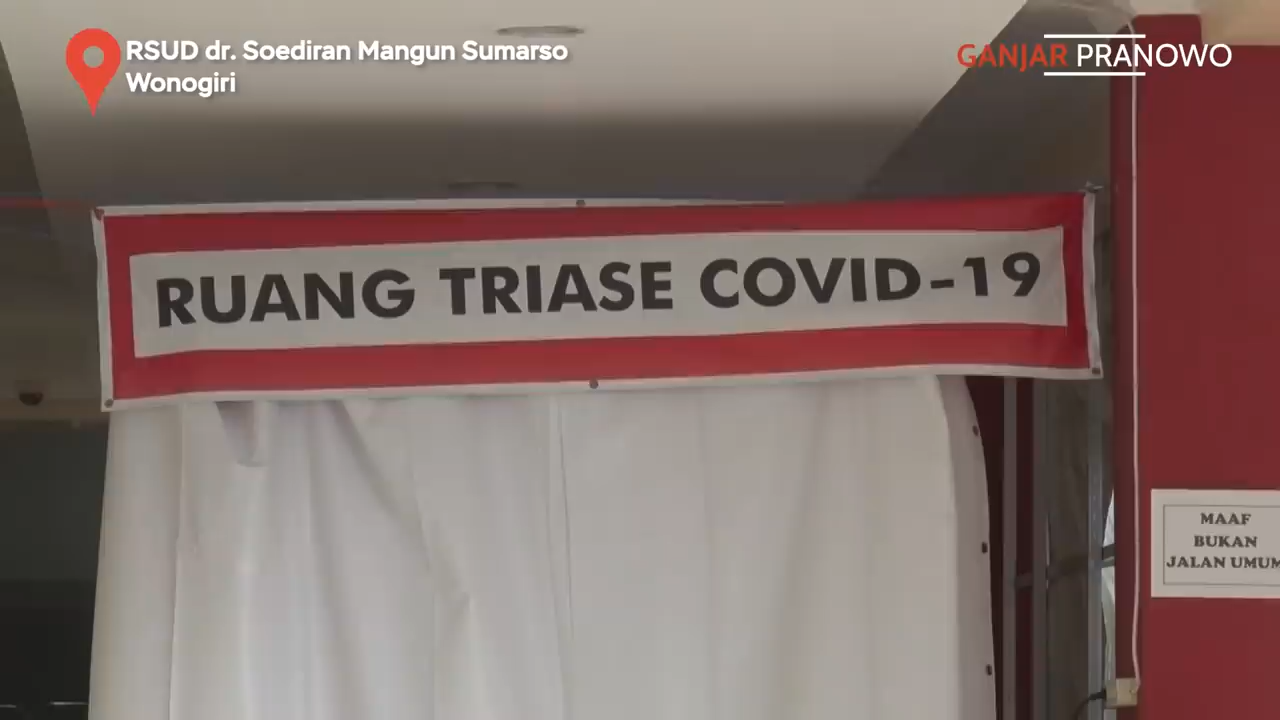 RSUD dr. Soediran Mangun Sumarso
Wonogiri
GANJAR PRANOWO
RUANG TRIASE COVID-19
MAAF
BUKAN
JALAN UMUM